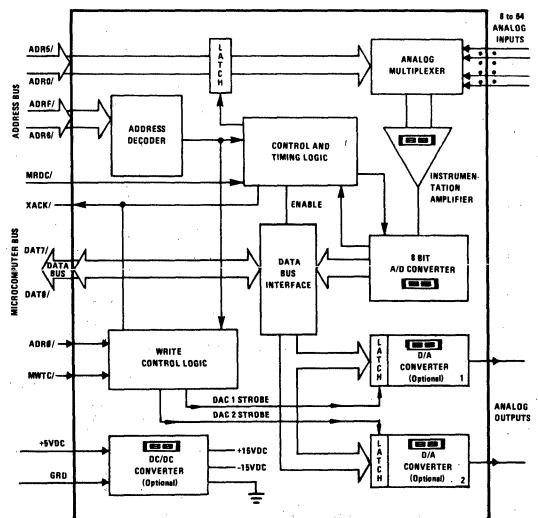 8 to 64
ANALOG
INPUTS
ADR5/
ADR0/
LATCH
ANALOG
MULTIPLEXER
ADDRESS BUS
ADRF/
ADR6/
ADDRESS
DECODER
CONTROL AND
TIMING LOGIC
INSTRUMEN-
TATION
AMPLIFIER
MRDC/
XACK/
ENABLE
MICROCOMPUTER BUS
DAT7/
DATA
BUS
DAT0/
DATA
BUS
INTERFACE
8 BIT
A/D CONVERTER
ADR0/
MWTC/
WRITE
CONTROL LOGIC
LATCH
D/A
CONVERTER
(Optional)
1
DAC 1 STROBE
DAC 2 STROBE
ANALOG
OUTPUTS
+5VDC
GRD
DC/DC
CONVERTER
(Optional)
+15VDC
-15VDC
LATCH
D/A
CONVERTER
(Optional)
2